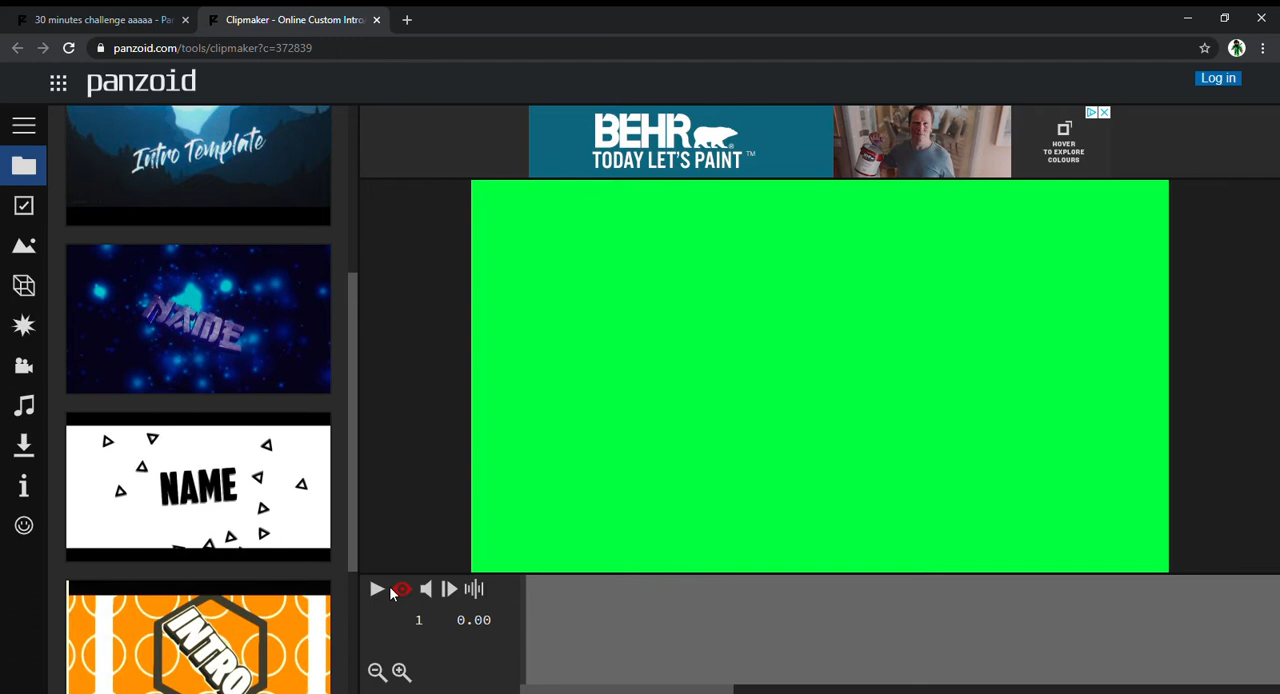 30 minutes challenge aaaaa - Pa
Clipmaker - Online Custom Intro
panzoid.com/tools/clipmaker?c=372839
panzoid
Log in
Intro Template
BEHR
TODAY LET'S PAINT™
HOVER
TO EXPLORE
COLOURS
NAME
NAME
INTRO
1 0.00